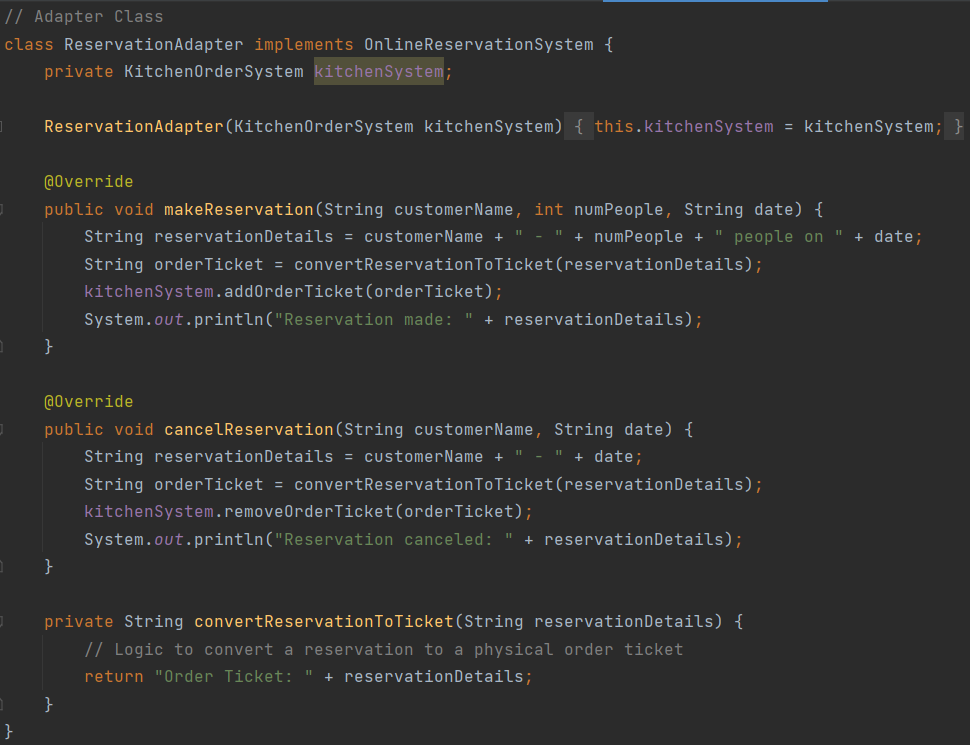 // Adapter Class
class ReservationAdapter implements OnlineReservationSystem {
    private KitchenOrderSystem kitchenSystem;

    ReservationAdapter(KitchenOrderSystem kitchenSystem) { this.kitchenSystem = kitchenSystem; }

    @Override
    public void makeReservation(String customerName, int numPeople, String date) {
        String reservationDetails = customerName + " - " + numPeople + " people on " + date;
        String orderTicket = convertReservationToTicket(reservationDetails);
        kitchenSystem.addOrderTicket(orderTicket);
        System.out.println("Reservation made: " + reservationDetails);
    }

    @Override
    public void cancelReservation(String customerName, String date) {
        String reservationDetails = customerName + " - " + date;
        String orderTicket = convertReservationToTicket(reservationDetails);
        kitchenSystem.removeOrderTicket(orderTicket);
        System.out.println("Reservation canceled: " + reservationDetails);
    }

    private String convertReservationToTicket(String reservationDetails) {
        // Logic to convert a reservation to a physical order ticket
        return "Order Ticket: " + reservationDetails;
    }
}